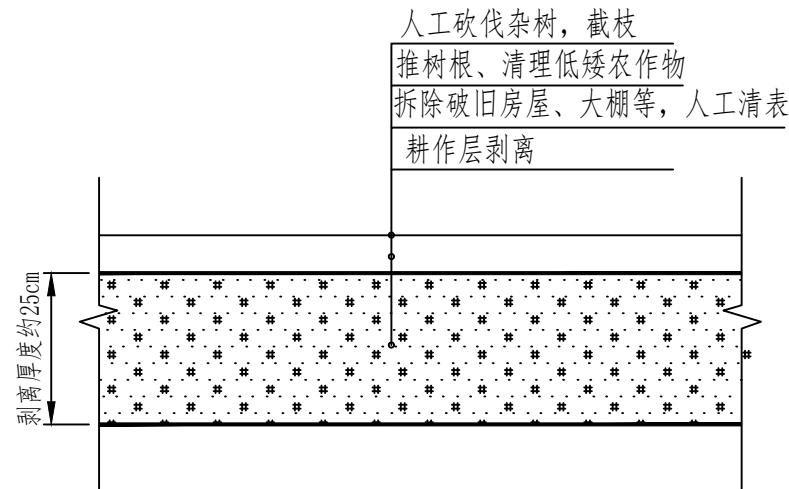 人工砍伐杂树，截枝
推树根、清理低矮农作物
拆除破旧房屋、大棚等，人工清表
耕作层剥离
剥离厚度约25cm